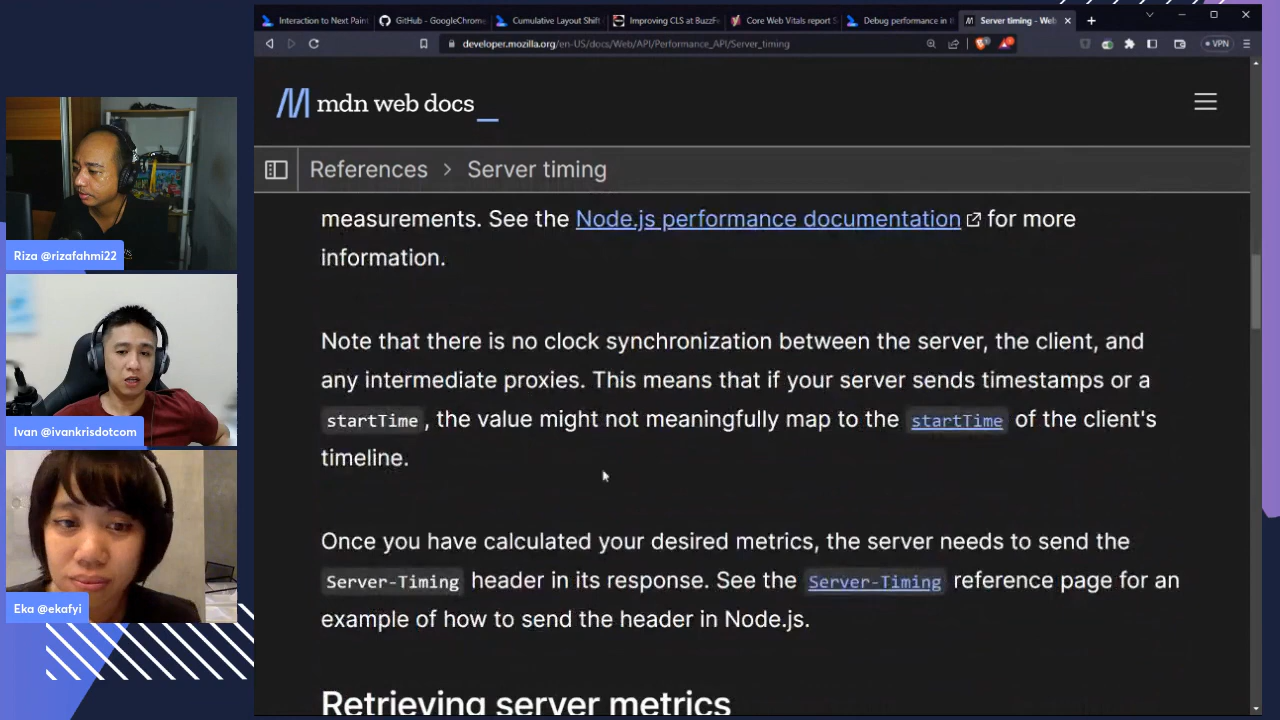 Interaction to Next Paint
GitHub - GoogleChrome
Cumulative Layout Shift
Improving CLS at BuzzF
Core Web Vitals report
Debug performance in t
Server timing - Web
developer.mozilla.org/en-US/docs/Web/API/Performance_API/Server_timing
VPN
mdn web docs_
References > Server timing
measurements. See the Node.js performance documentation for more
information.
Note that there is no clock synchronization between the server, the client, and
any intermediate proxies. This means that if your server sends timestamps or a
startTime, the value might not meaningfully map to the startTime of the client's
timeline.
Once you have calculated your desired metrics, the server needs to send the
Server-Timing header in its response. See the Server-Timing reference page for an
example of how to send the header in Node.js.
Retrieving server metrics
Riza @rizafahmi22
Ivan @ivankrisdotcom
Eka @ekafyi